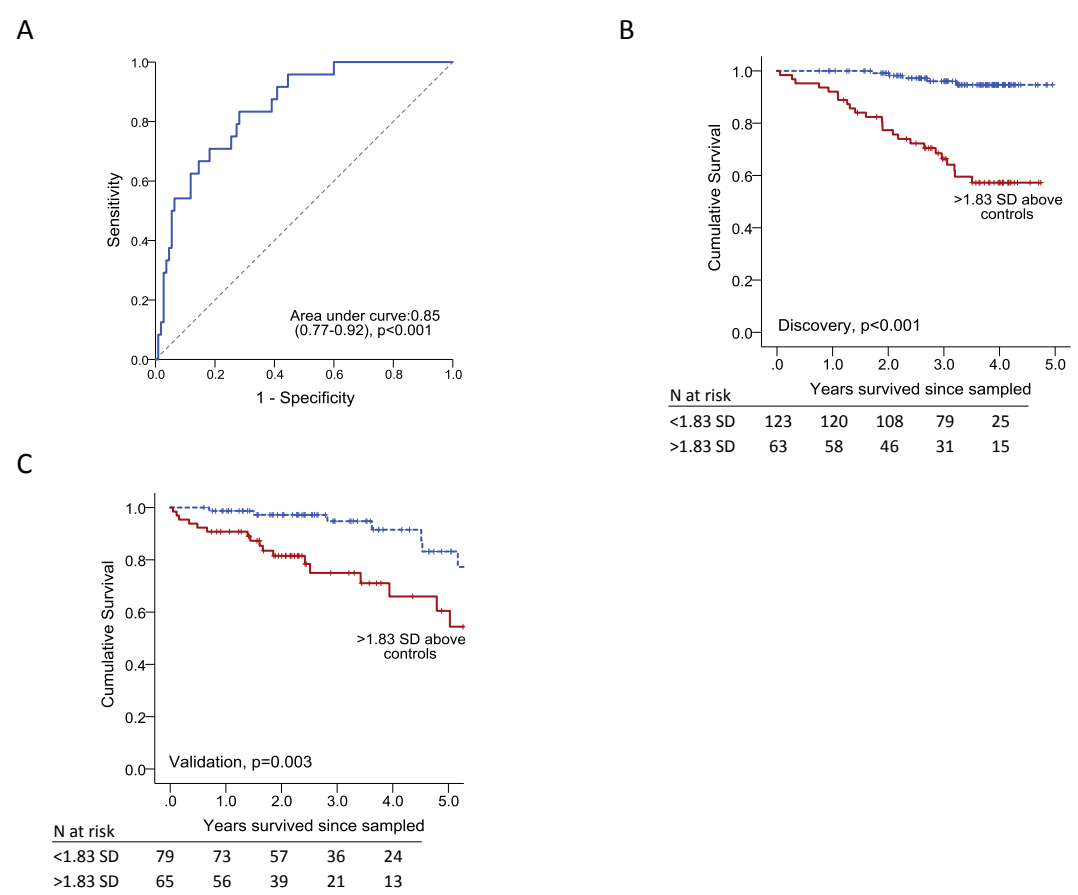 A
1.0
0.8
0.6
0.4
0.2
0.0
Sensitivity
Area under curve:0.85
(0.77-0.92), p<0.001
0.0 0.2 0.4 0.6 0.8 1.0
1 - Specificity
B
1.0
0.8
0.6
0.4
0.2
0.0
Cumulative Survival
>1.83 SD above
controls
Discovery, p<0.001
.0 1.0 2.0 3.0 4.0 5.0
Years survived since sampled
N at risk
<1.83 SD 123 120 108 79 25
>1.83 SD 63 58 46 31 15
C
1.0
0.8
0.6
0.4
0.2
0.0
Cumulative Survival
>1.83 SD above
controls
Validation, p=0.003
.0 1.0 2.0 3.0 4.0 5.0
Years survived since sampled
N at risk
<1.83 SD 79 73 57 36 24
>1.83 SD 65 56 39 21 13